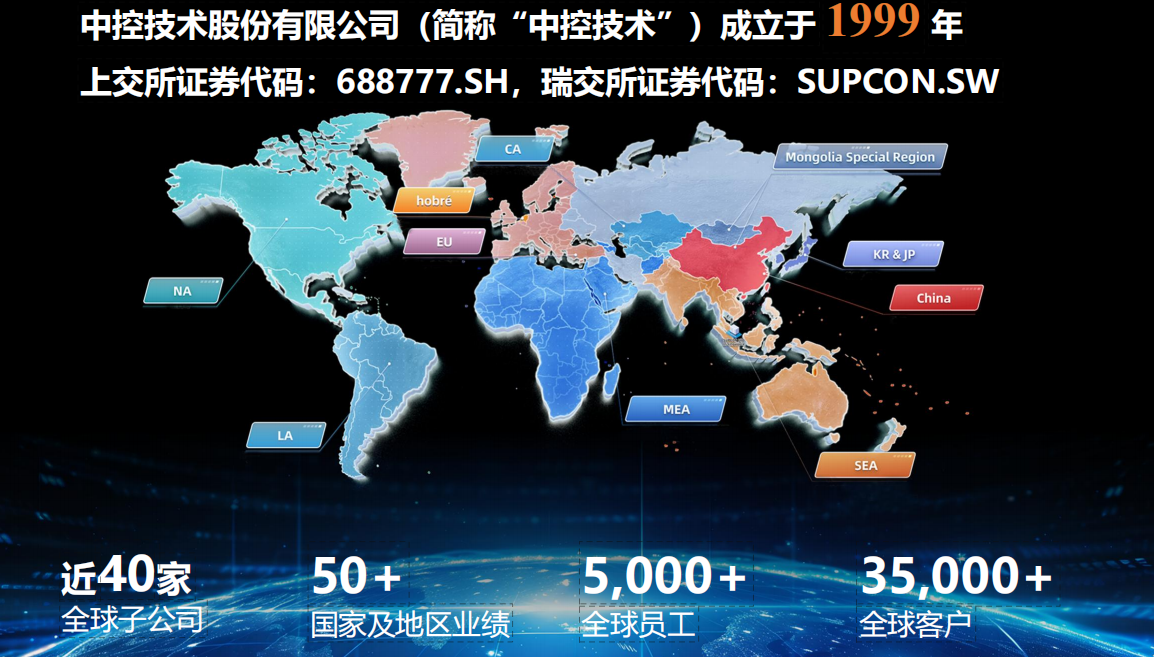 中控技术股份有限公司（简称“中控技术”）成立于 1999 年
上交所证券代码：688777.SH，瑞交所证券代码：SUPCON.SW
CA
Mongolia Special Region
hobré
EU
KR & JP
NA
China
MEA
LA
SEA
近40家
全球子公司
50+
国家及地区业绩
5,000+
全球员工
35,000+
全球客户